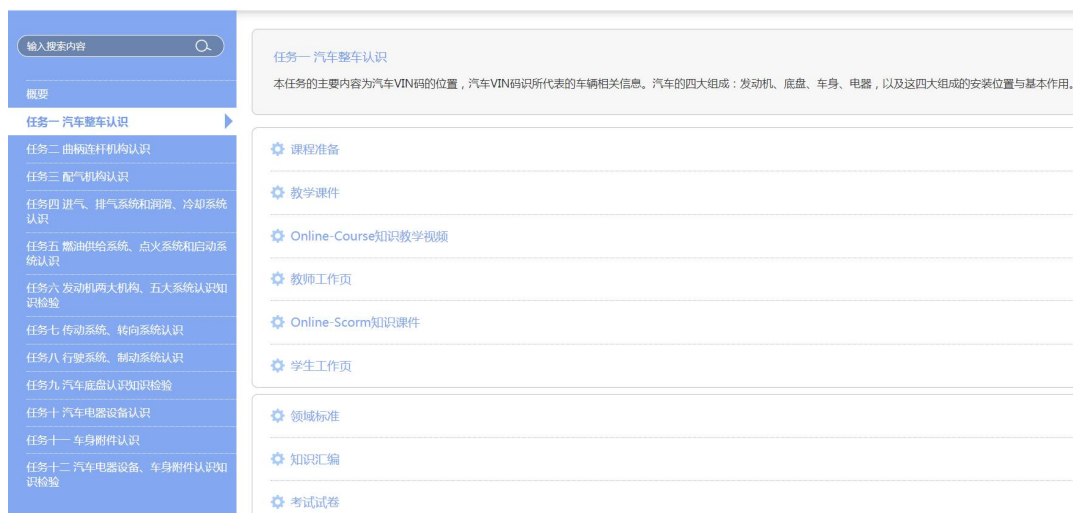 输入搜索内容
概要
任务一 汽车整车认识
任务二 曲柄连杆机构认识
任务三 配气机构认识
任务四 进气、排气系统和润滑、冷却系统
认识
任务五 燃油供给系统、点火系统和启动系
统认识
任务六 发动机两大机构、五大系统认识知
识检验
任务七 传动系统、转向系统认识
任务八 行驶系统、制动系统认识
任务九 汽车底盘认识知识检验
任务十 汽车电器设备认识
任务十一 车身附件认识
任务十二 汽车电器设备、车身附件认识知
识检验
任务一 汽车整车认识
本任务的主要内容为汽车VIN码的位置，汽车VIN码识所代表的车辆相关信息。汽车的四大组成：发动机、底盘、车身、电器，以及这四大组成的安装位置与基本作用。
课程准备
教学课件
Online-Course知识教学视频
教师工作页
Online-Scorm知识课件
学生工作页
领域标准
知识汇编
考试试卷